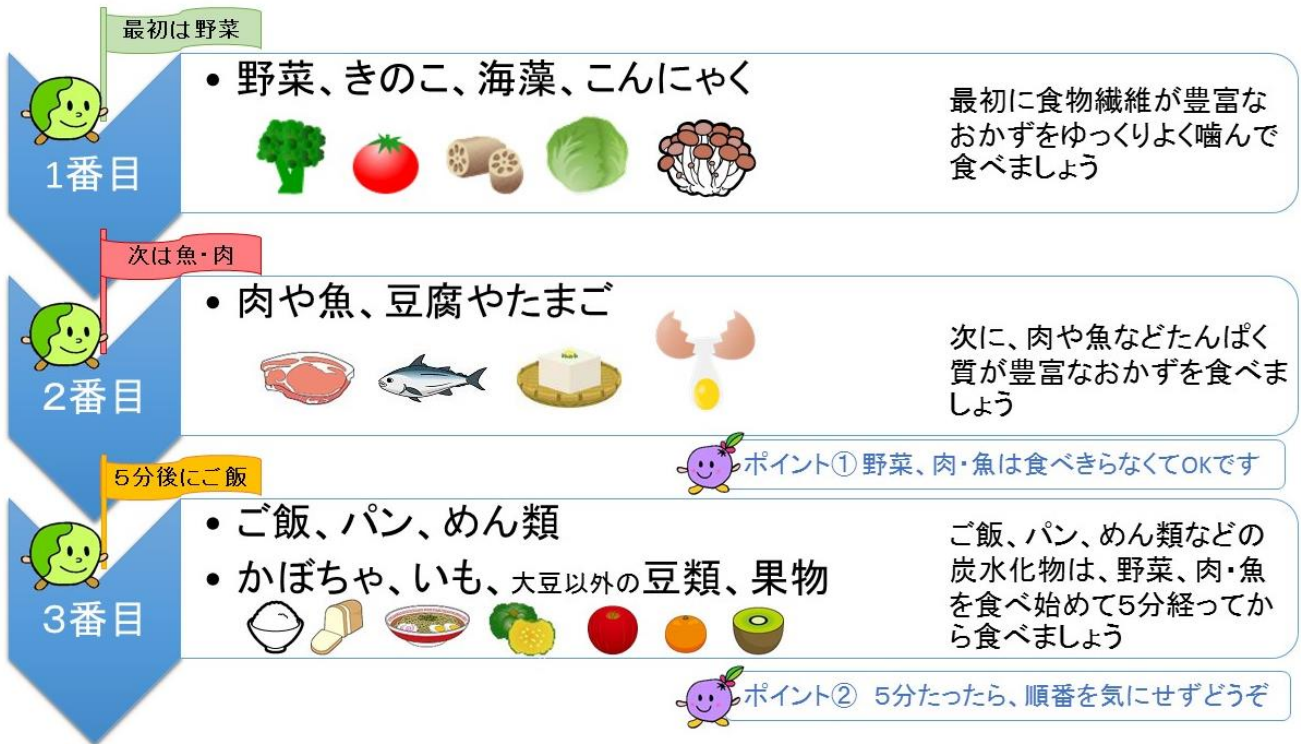 最初は野菜
1番目
• 野菜、きのこ、海藻、こんにゃく
最初に食物繊維が豊富な
おかずをゆっくりよく噛んで
食べましょう
次は魚・肉
2番目
• 肉や魚、豆腐やたまご
次に、肉や魚などたんぱく
質が豊富なおかずを食べま
しょう
ポイント① 野菜、肉・魚は食べきらなくてOKです
5分後にご飯
3番目
• ご飯、パン、めん類
• かぼちゃ、いも、大豆以外の豆類、果物
ご飯、パン、めん類などの
炭水化物は、野菜、肉・魚
を食べ始めて5分経ってか
ら食べましょう
ポイント② 5分たったら、順番を気にせずどうぞ